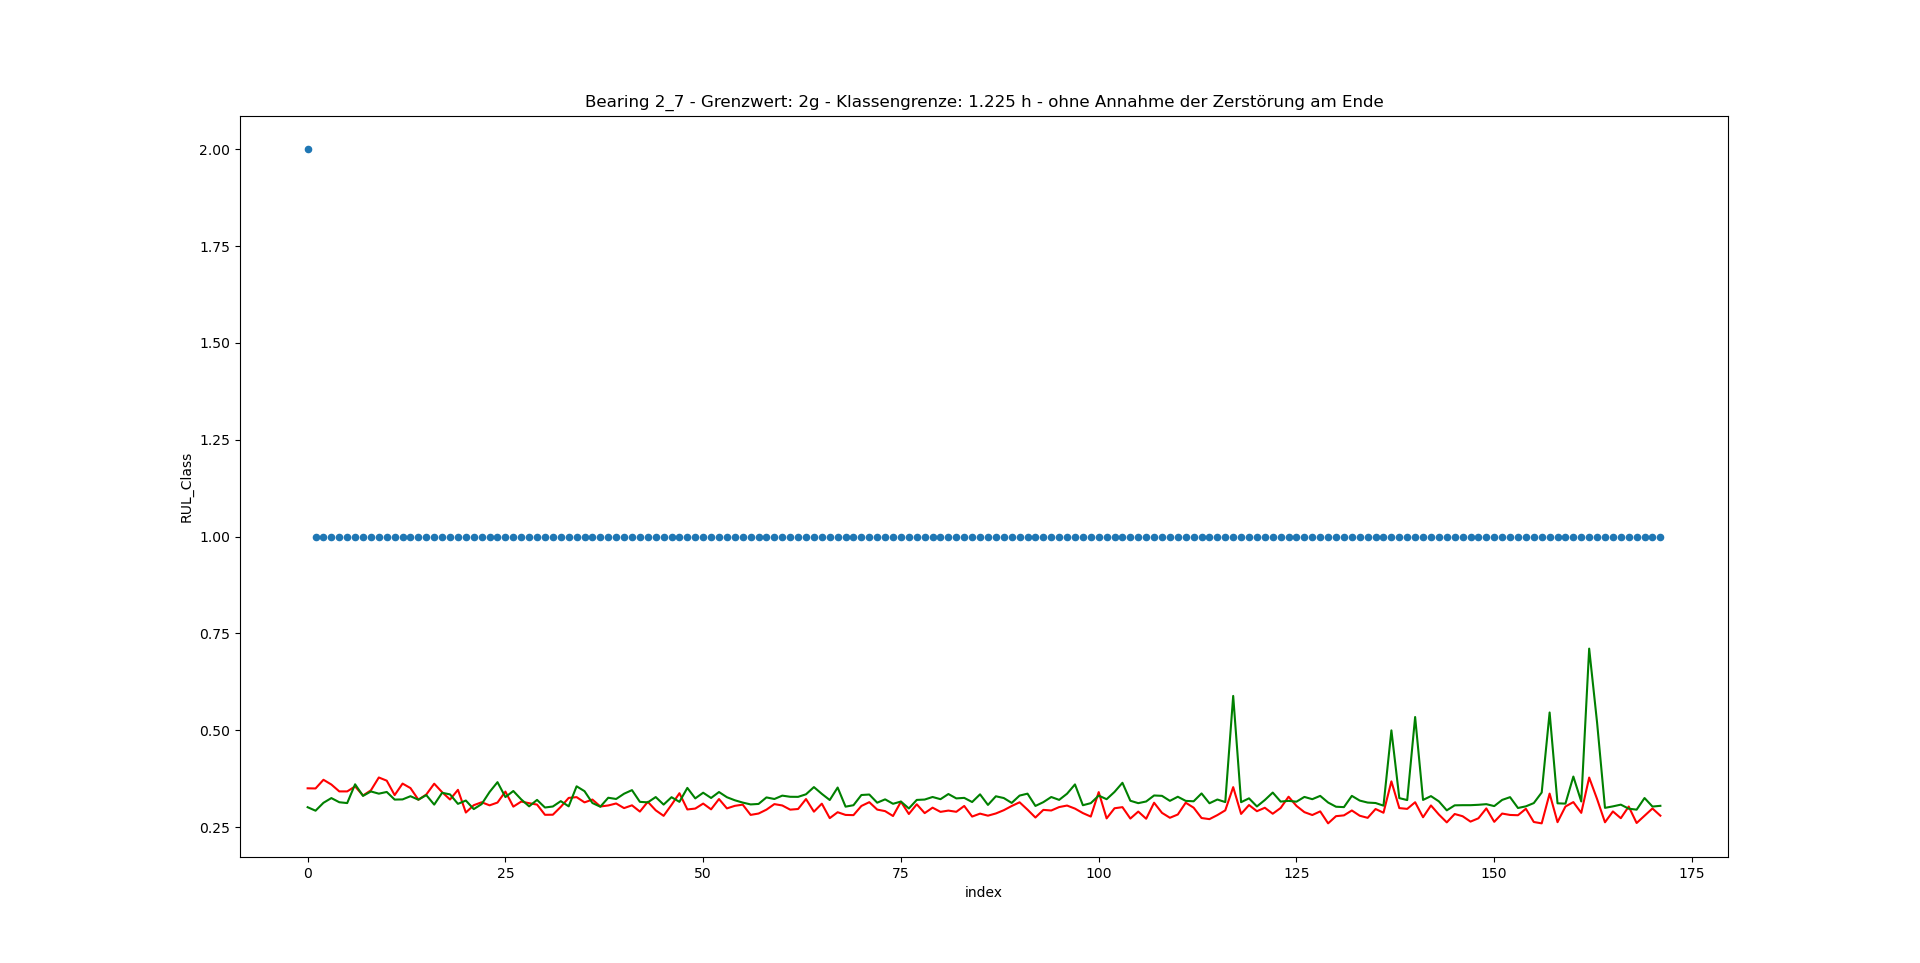 Bearing 2_7 - Grenzwert: 2g - Klassengrenze: 1.225 h - ohne Annahme der Zerstörung am Ende
2.00
1.75
1.50
1.25
1.00
0.75
0.50
0.25
RUL_Class
0 25 50 75 100 125 150 175
index